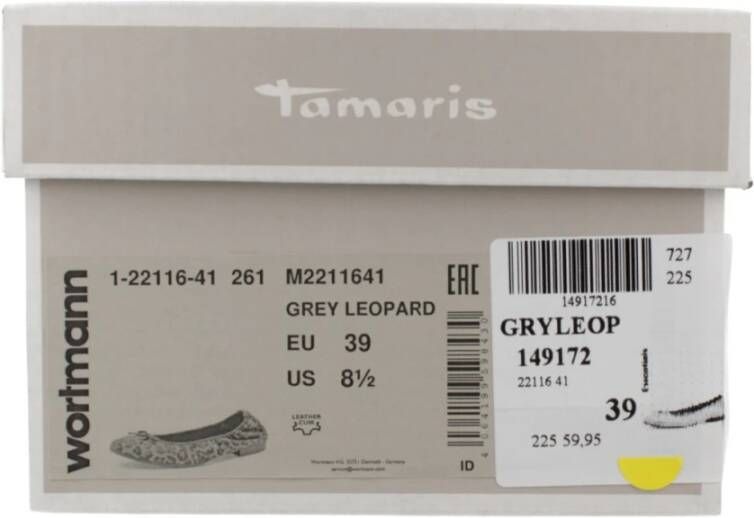 Tamaris
wortmann
1-22116-41 261 M2211641
GREY LEOPARD
EU 39
US 8½
LEATHER
ID
EAC
727
225
14917216
GRYLEOP
149172
22116 41
39
225 59,95